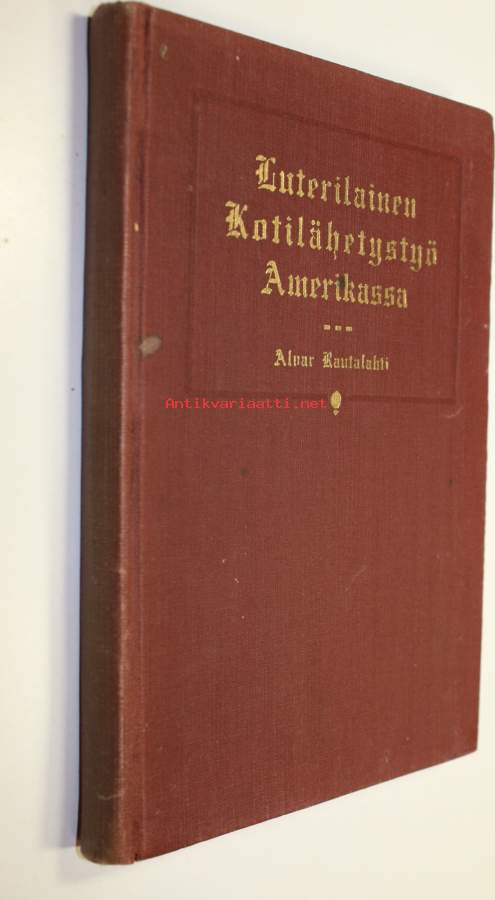 Luterilainen
Kotilähetystyö
Amerikassa
Alvar Rautalahti
Antikvariaatti.net